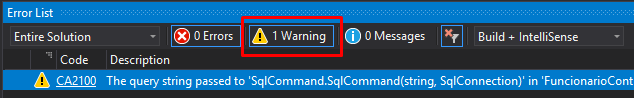 Error List
Entire Solution 0 Errors 1 Warning 0 Messages Build + IntelliSense
Code Description
CA2100 The query string passed to 'SqlCommand.SqlCommand(string, SqlConnection)' in 'FuncionarioCont